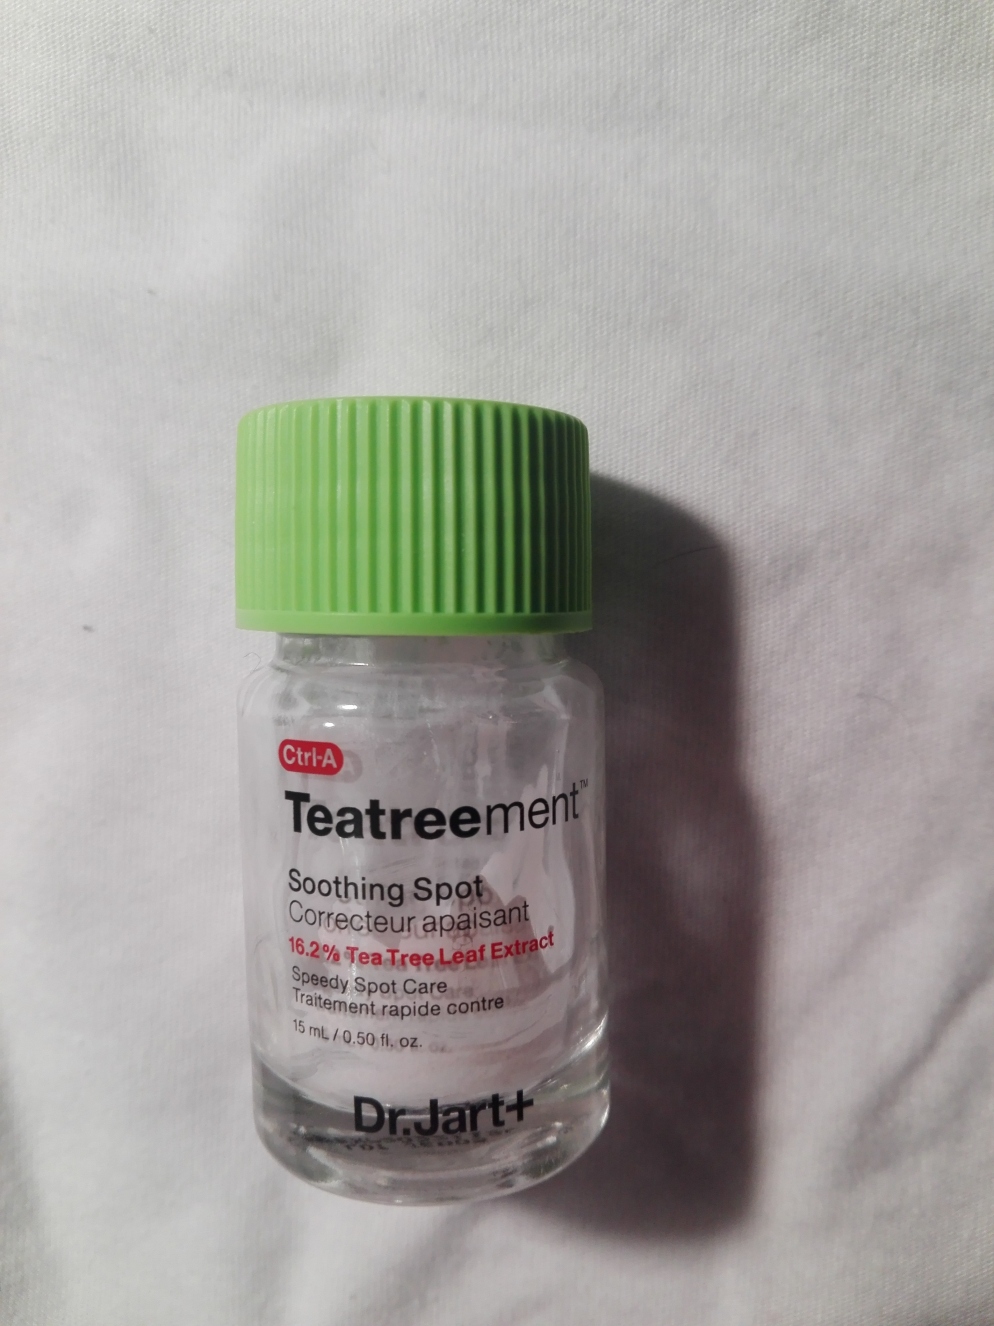 Ctrl-A
Teatreement™
Soothing Spot
Correcteur apaisant
16.2% Tea Tree Leaf Extract
Speedy Spot Care
Traitement rapide contre
15 mL / 0.50 fl. oz.
Dr.Jart+